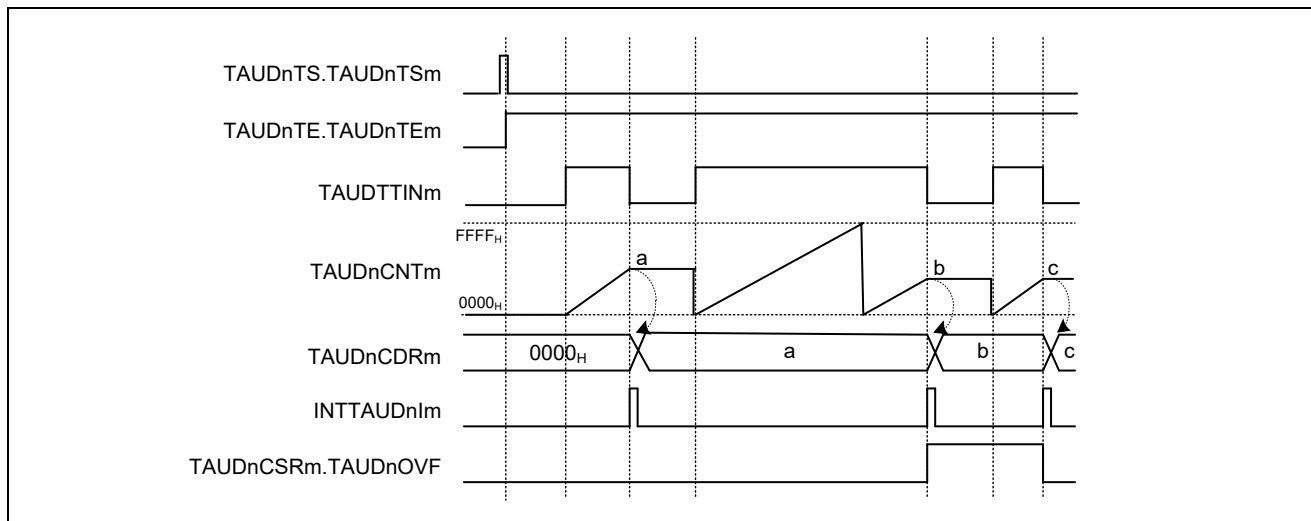 TAUDnTS.TAUDnTSm
TAUDnTE.TAUDnTEm
TAUDTTINm
FFFFH
TAUDnCNTm
a
b
c
0000H
TAUDnCDRm
0000H
a
b
c
INTTAUDnIm
TAUDnCSRm.TAUDnOVF